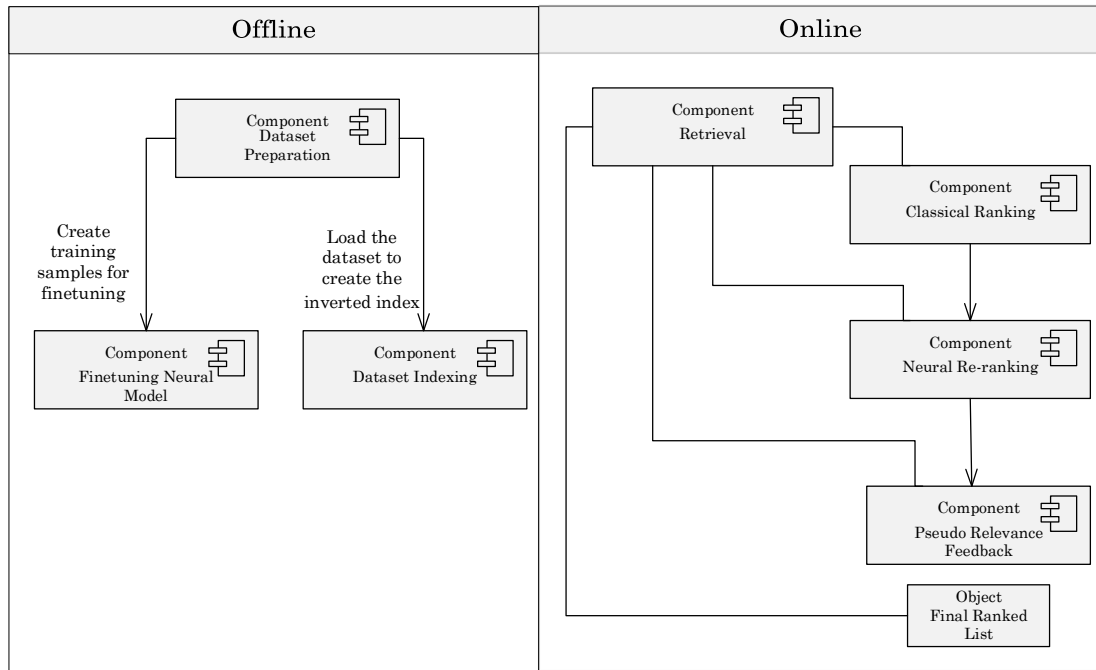 Offline
Online
Component
Dataset
Preparation
Create
training
samples for
finetuning
Load the
dataset to
create the
inverted index
Component
Finetuning Neural
Model
Component
Dataset Indexing
Component
Retrieval
Component
Classical Ranking
Component
Neural Re-ranking
Component
Pseudo Relevance
Feedback
Object
Final Ranked
List